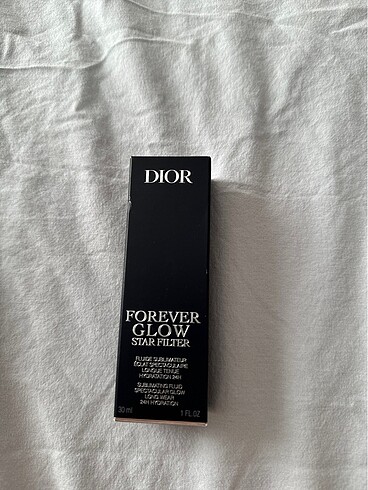 DIOR
FOREVER
GLOW
STAR FILTER
FLUIDE SUBLIMATEUR
ÉCLAT SPECTACULAIRE
LONGUE TENUE
HYDRATATION 24H
SUBLIMATING FLUID
SPECTACULAR GLOW
LONG WEAR
24H HYDRATION
30 ml 1 FL.OZ